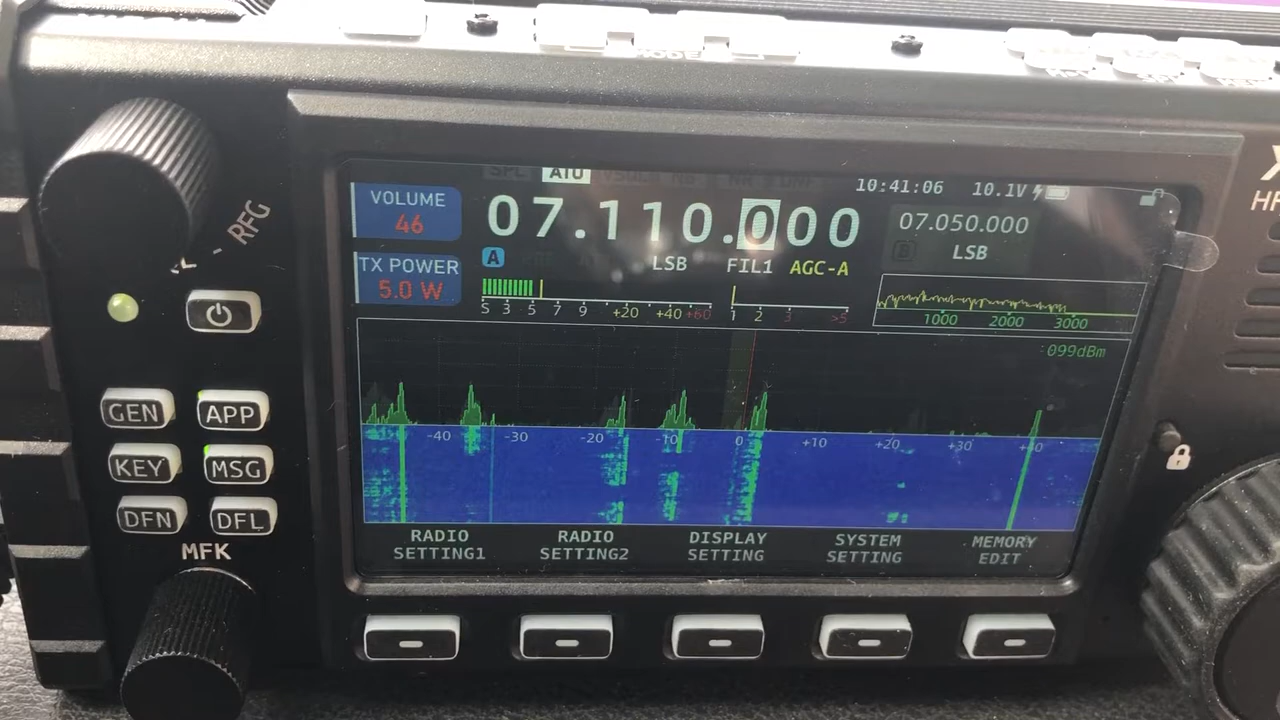 MODE
SPL ATU
10:41:06 10.1V
VOLUME
46
07.110.000
07.050.000
A
B
LSB
TX POWER
5.0 W
LSB FIL1 AGC-A
S 3 5 7 9 +20 +40 +60
1 2 3 >5
1000 2000 3000
:099dBm
-40 -30 -20 -10 0 +10 +20 +30 +40
RADIO SETTING1
RADIO SETTING2
DISPLAY SETTING
SYSTEM SETTING
MEMORY EDIT
RFG
GEN APP
KEY MSG
DFN DFL
MFK
X